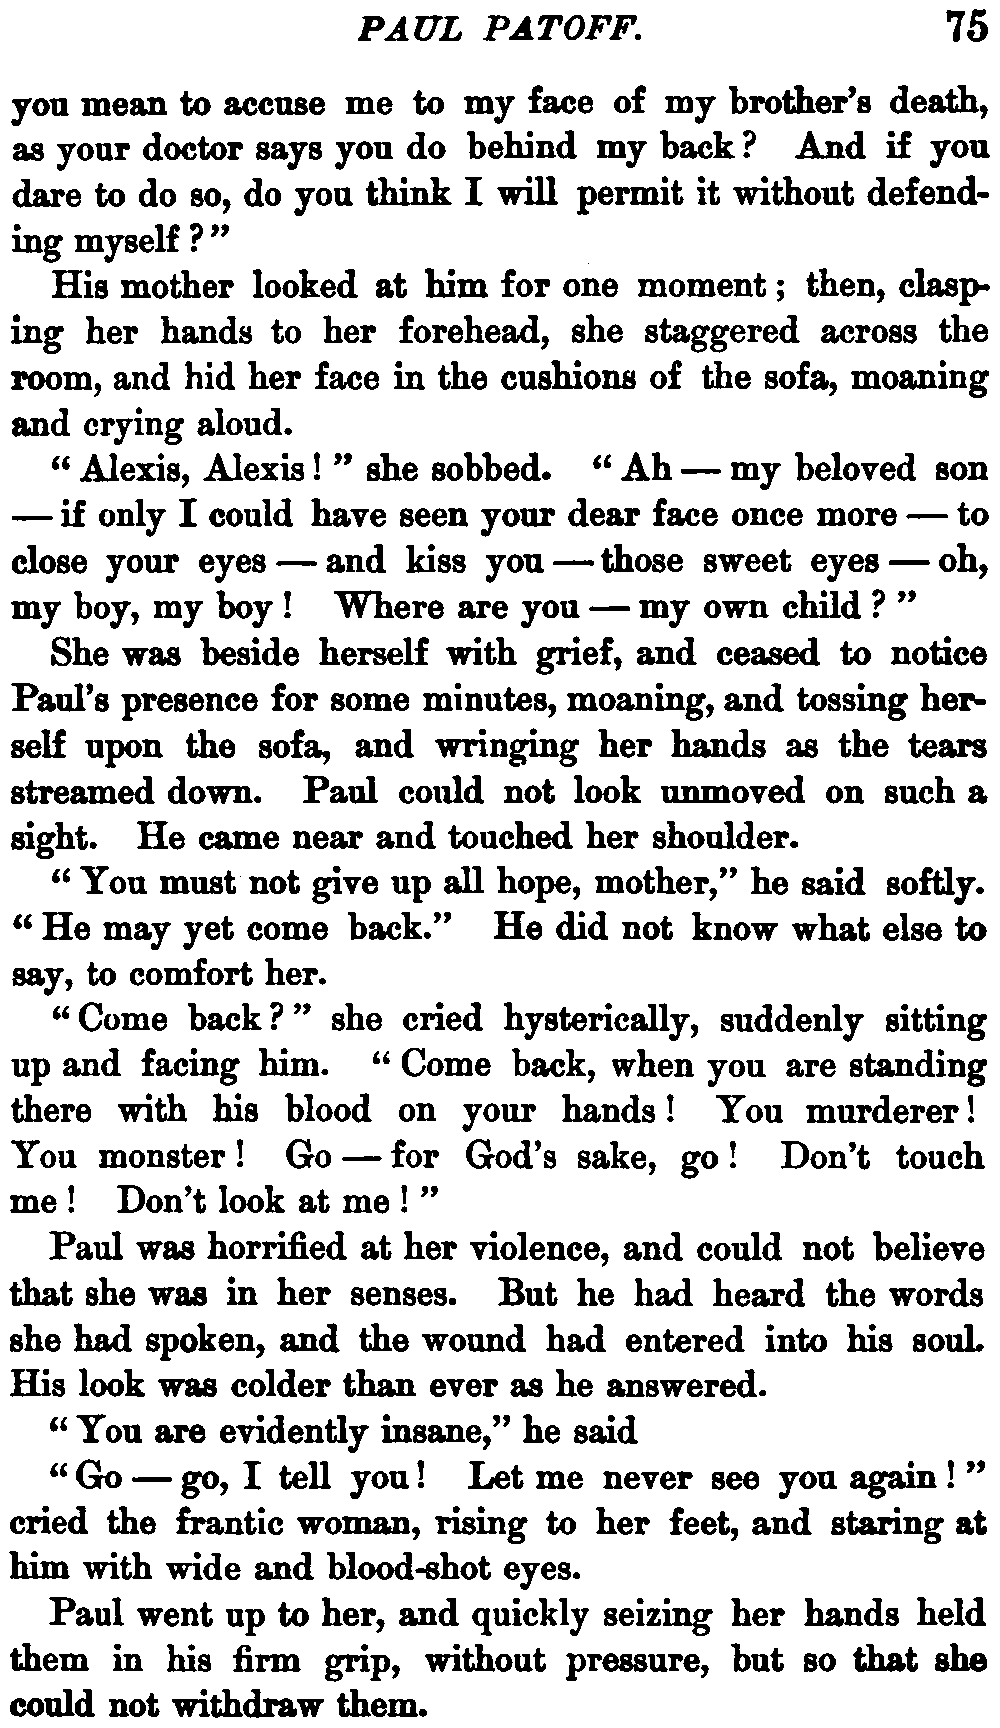 PAUL PATOFF. 75
you mean to accuse me to my face of my brother's death,
as your doctor says you do behind my back? And if you
dare to do so, do you think I will permit it without defend-
ing myself?"
His mother looked at him for one moment; then, clasp-
ing her hands to her forehead, she staggered across the
room, and hid her face in the cushions of the sofa, moaning
and crying aloud.
"Alexis, Alexis!" she sobbed. "Ah — my beloved son
— if only I could have seen your dear face once more — to
close your eyes — and kiss you — those sweet eyes — oh,
my boy, my boy! Where are you — my own child?"
She was beside herself with grief, and ceased to notice
Paul's presence for some minutes, moaning, and tossing her-
self upon the sofa, and wringing her hands as the tears
streamed down. Paul could not look unmoved on such a
sight. He came near and touched her shoulder.
"You must not give up all hope, mother," he said softly.
"He may yet come back." He did not know what else to
say, to comfort her.
"Come back?" she cried hysterically, suddenly sitting
up and facing him. "Come back, when you are standing
there with his blood on your hands! You murderer!
You monster! Go — for God's sake, go! Don't touch
me! Don't look at me!"
Paul was horrified at her violence, and could not believe
that she was in her senses. But he had heard the words
she had spoken, and the wound had entered into his soul.
His look was colder than ever as he answered.
"You are evidently insane," he said
"Go — go, I tell you! Let me never see you again!"
cried the frantic woman, rising to her feet, and staring at
him with wide and blood-shot eyes.
Paul went up to her, and quickly seizing her hands held
them in his firm grip, without pressure, but so that she
could not withdraw them.